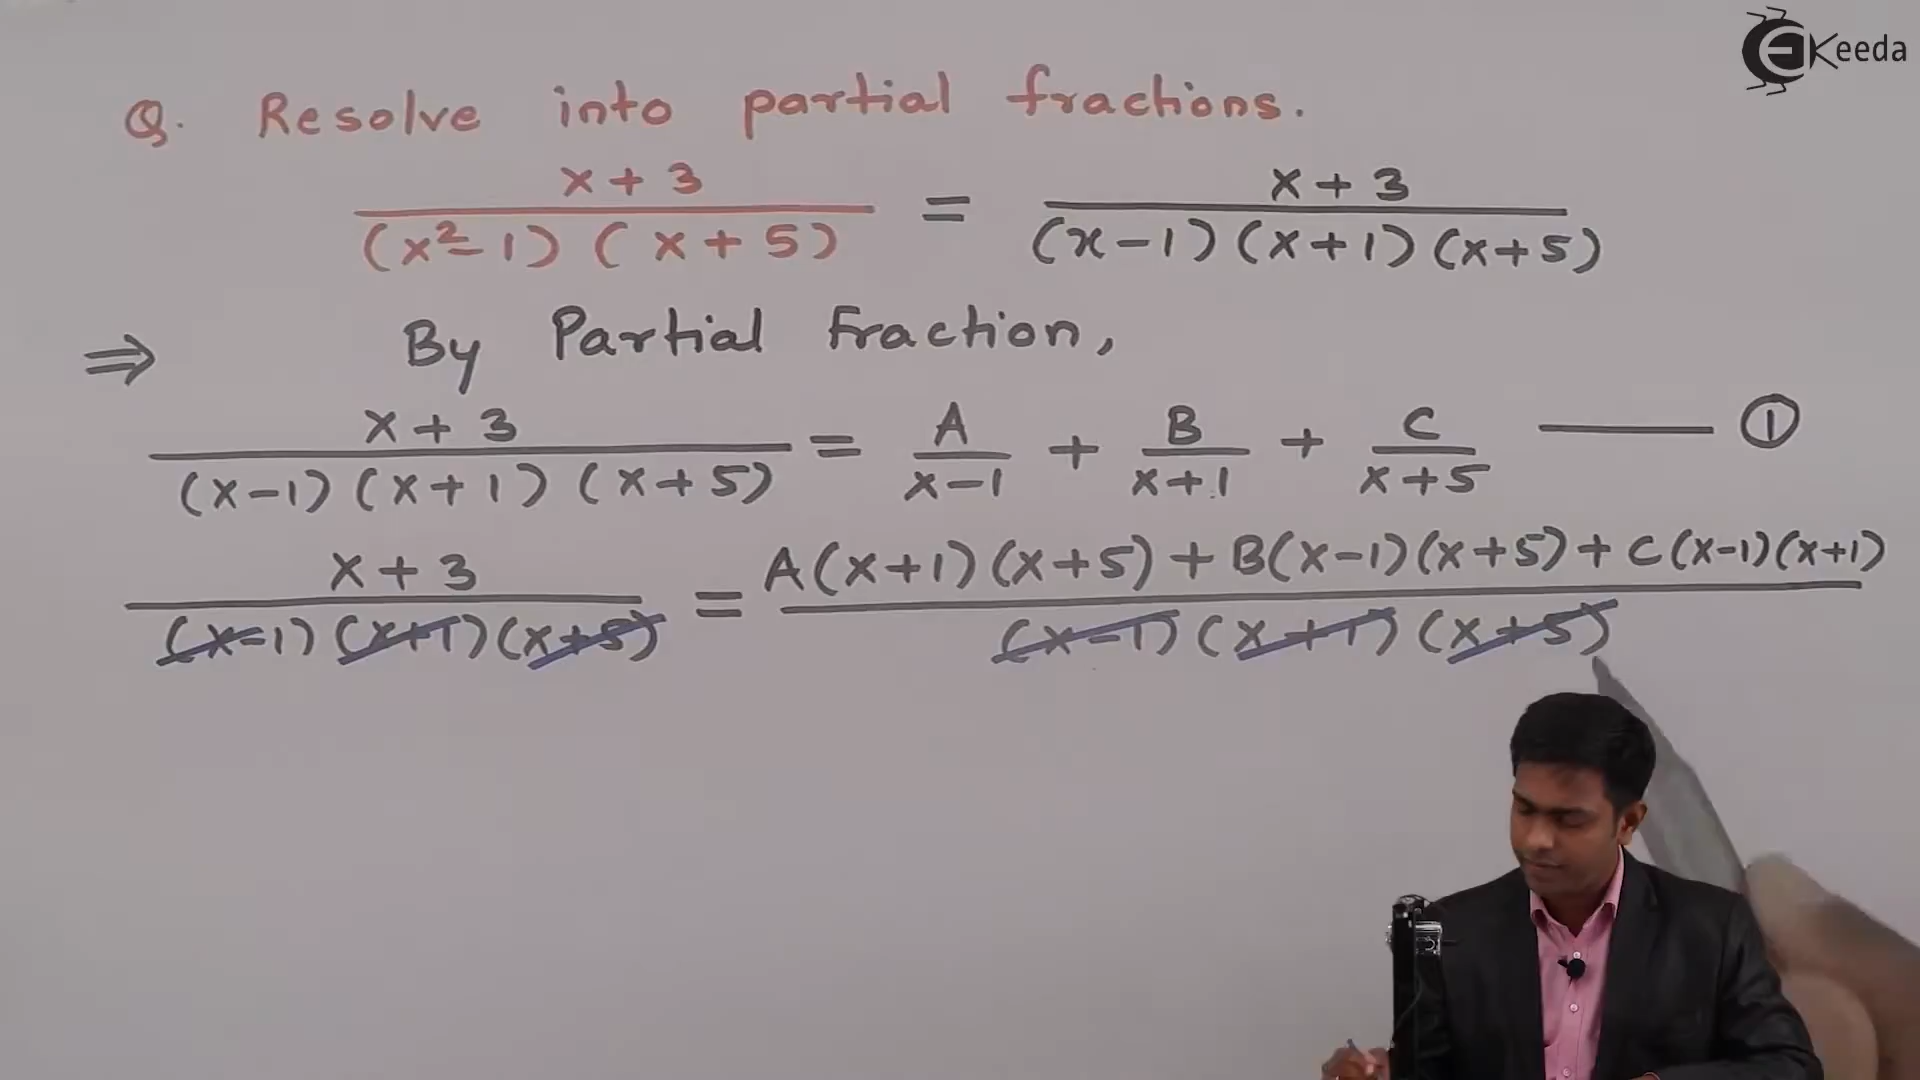 EKeeda
Q. Resolve into partial fractions.
x + 3 / (x² - 1) (x + 5) = x + 3 / (x - 1) (x + 1) (x + 5)
⇒ By Partial Fraction,
x + 3 / (x - 1) (x + 1) (x + 5) = A / x - 1 + B / x + 1 + C / x + 5 —— ①
x + 3 / (x - 1) (x + 1) (x + 5) = A(x + 1) (x + 5) + B(x - 1) (x + 5) + C(x - 1)(x + 1) / (x - 1) (x + 1) (x + 5)